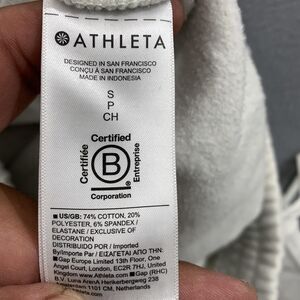 ATHLETA
DESIGNED IN SAN FRANCISCO
CONÇU À SAN FRANCISCO
MADE IN INDONESIA
S
P
CH
Certified
Certifiée
B
Entreprise
Corporation
US/GB: 74% COTTON, 20%
POLYESTER, 6% SPANDEX /
ELASTANE / EXCLUSIVE OF
DECORATION
DISTRIBUIDO POR / Imported
By/Importe Par / ΕΙΣΑΓΕΤΑΙ ΑΠΟ ΤΗΝ:
Gap Europe Limited 13th Floor, One
Angel Court, London, EC2R 7HJ. United
Kingdom www.Athleta.com. Gap (RHC)
B.V. Luna ArenA Herikerbergweg 238
Amsterdam 1101 CM, Netherlands